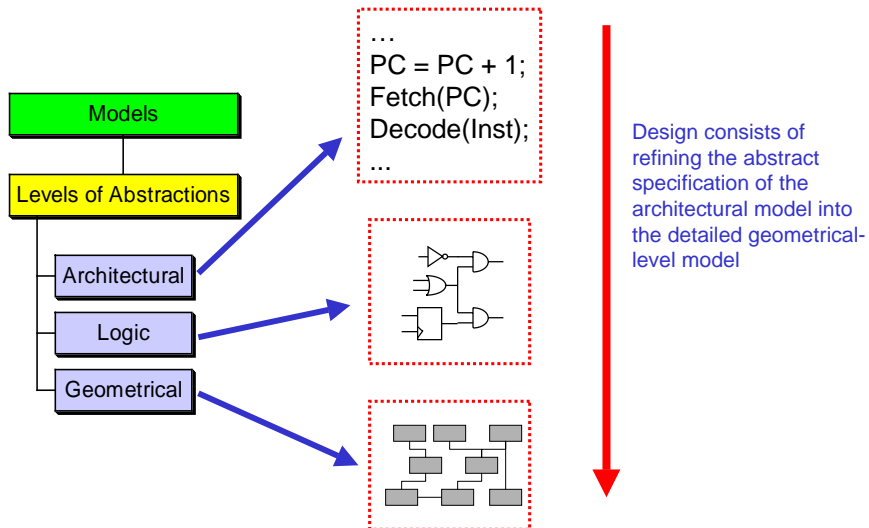 Models
Levels of Abstractions
Architectural
Logic
Geometrical
...
PC = PC + 1;
Fetch(PC);
Decode(Inst);
...
Design consists of
refining the abstract
specification of the
architectural model into
the detailed geometrical-
level model